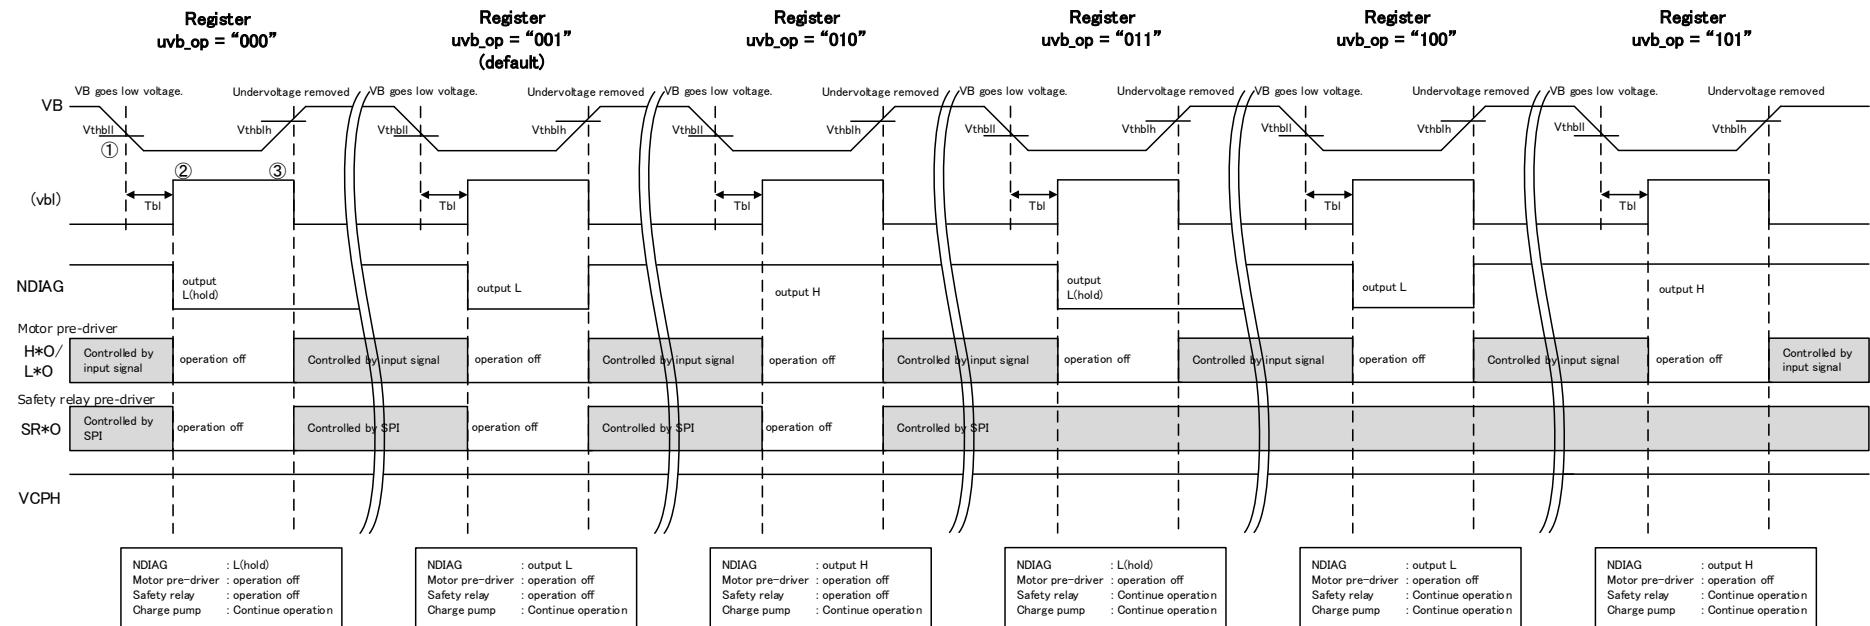 Register
uvb_op = “000”
Register
uvb_op = “001”
(default)
Register
uvb_op = “010”
Register
uvb_op = “011”
Register
uvb_op = “100”
Register
uvb_op = “101”
VB
VB goes low voltage.
Undervoltage removed
VB goes low voltage.
Undervoltage removed
VB goes low voltage.
Undervoltage removed
VB goes low voltage.
Undervoltage removed
VB goes low voltage.
Undervoltage removed
VB goes low voltage.
Undervoltage removed
Vthbll
Vthblh
Vthbll
Vthblh
Vthbll
Vthblh
Vthbll
Vthblh
Vthbll
Vthblh
Vthbll
Vthblh
①
②
③
(vbl)
Tbl
Tbl
Tbl
Tbl
Tbl
Tbl
NDIAG
output
L(hold)
output L
output H
output
L(hold)
output L
output H
Motor pre-driver
H*O/
L*O
Controlled by
input signal
operation off
Controlled by input signal
operation off
Controlled by input signal
operation off
Controlled by input signal
operation off
Controlled by input signal
operation off
Controlled by input signal
operation off
Controlled by
input signal
Safety relay pre-driver
SR*O
Controlled by
SPI
operation off
Controlled by SPI
operation off
Controlled by SPI
operation off
Controlled by SPI
VCPH
NDIAG : L(hold)
Motor pre-driver : operation off
Safety relay : operation off
Charge pump : Continue operation
NDIAG : output L
Motor pre-driver : operation off
Safety relay : operation off
Charge pump : Continue operation
NDIAG : output H
Motor pre-driver : operation off
Safety relay : operation off
Charge pump : Continue operation
NDIAG : L(hold)
Motor pre-driver : operation off
Safety relay : Continue operation
Charge pump : Continue operation
NDIAG : output L
Motor pre-driver : operation off
Safety relay : Continue operation
Charge pump : Continue operation
NDIAG : output H
Motor pre-driver : operation off
Safety relay : Continue operation
Charge pump : Continue operation